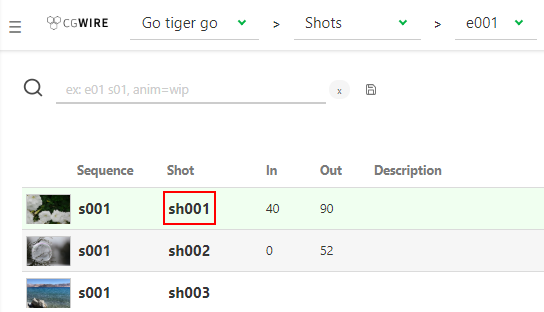 CGWIRE Go tiger go > Shots > e001
ex: e01 s01, anim=wip x
Sequence Shot In Out Description
s001 sh001 40 90
s001 sh002 0 52
s001 sh003